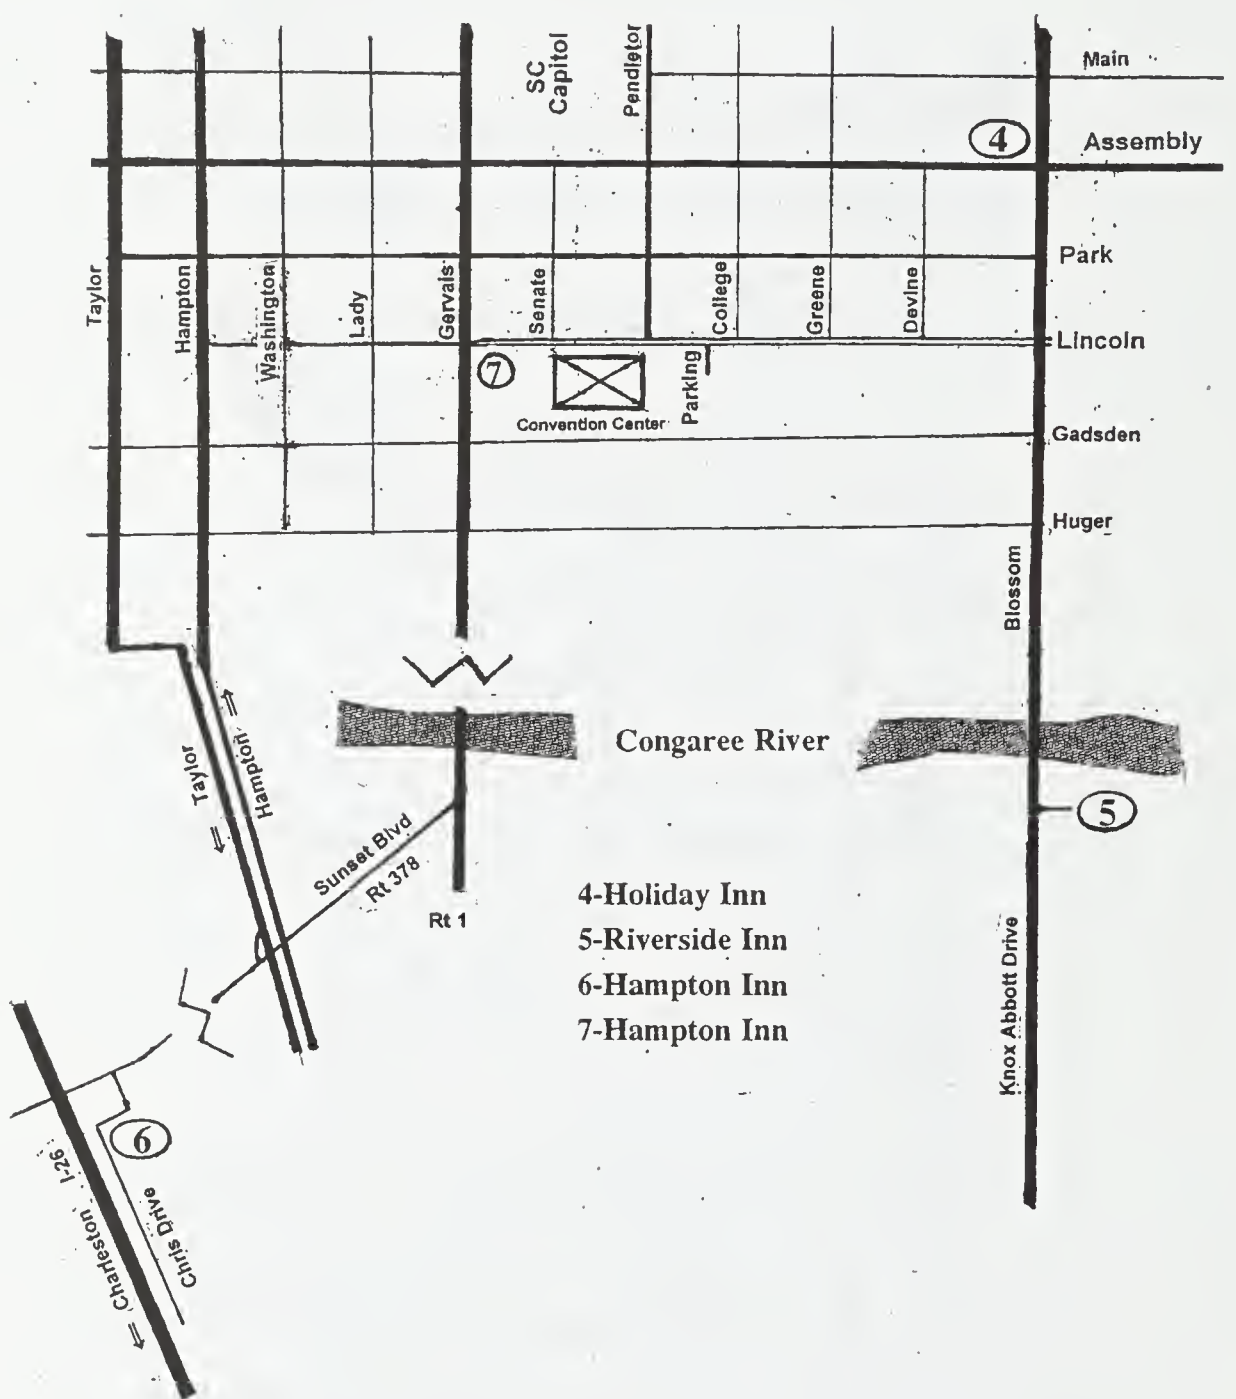 SC
Capitol
Pendleton
Main
4
Assembly
Park
Taylor
Hampton
Washington
Lady
Gervais
Senate
College
Greene
Devine
Lincoln
7
Parking
Convention Center
Gadsden
Huger
Blossom
Taylor
⇒
Hampton
⇒
Congaree River
5
Sunset Blvd
Rt 378
Rt 1
4-Holiday Inn
5-Riverside Inn
6-Hampton Inn
7-Hampton Inn
Knox Abbott Drive
6
⇐ Charleston I-26
Chris Drive